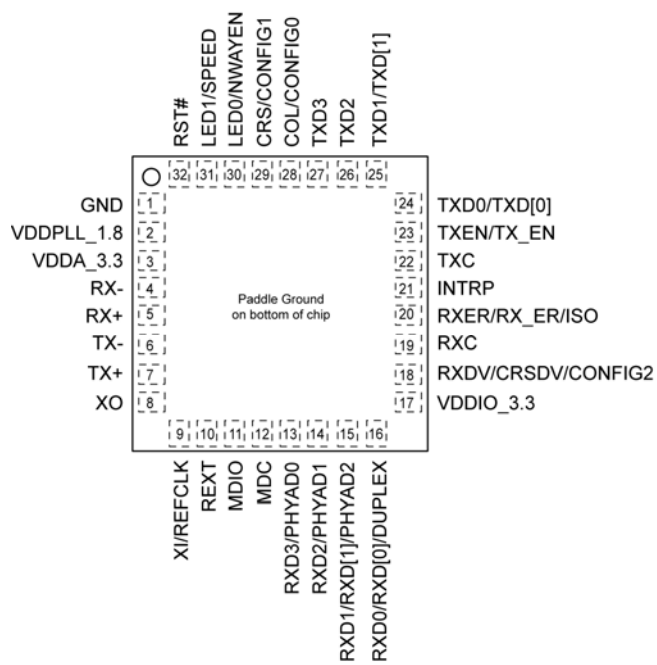 RST#
LED1/SPEED
LED0/NWAYEN
CRS/CONFIG1
COL/CONFIG0
TXD3
TXD2
TXD1/TXD[1]
32 31 30 29 28 27 26 25
GND 1
VDDPLL_1.8 2
VDDA_3.3 3
RX- 4
RX+ 5
TX- 6
TX+ 7
XO 8
Paddle Ground
on bottom of chip
24 TXD0/TXD[0]
23 TXEN/TX_EN
22 TXC
21 INTRP
20 RXER/RX_ER/ISO
19 RXC
18 RXDV/CRSDV/CONFIG2
17 VDDIO_3.3
9 10 11 12 13 14 15 16
XI/REFCLK
REXT
MDIO
MDC
RXD3/PHYAD0
RXD2/PHYAD1
RXD1/RXD[1]/PHYAD2
RXD0/RXD[0]/DUPLEX